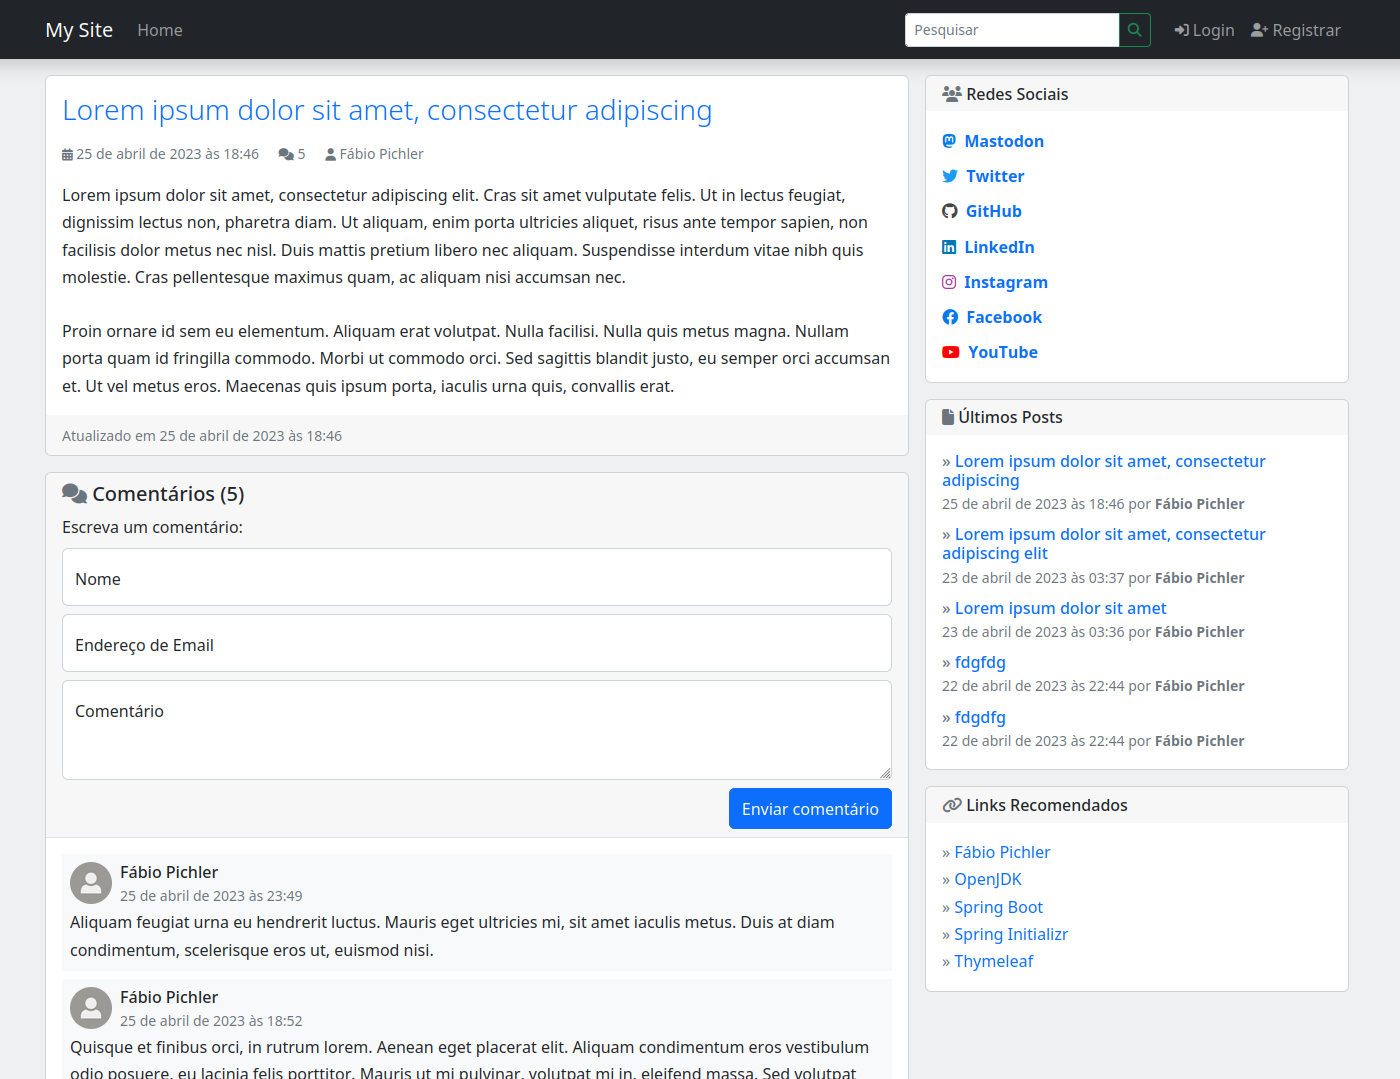 My Site
Home
Pesquisar
Login
Registrar
Lorem ipsum dolor sit amet, consectetur adipiscing
25 de abril de 2023 às 18:46 5 Fábio Pichler
Lorem ipsum dolor sit amet, consectetur adipiscing elit. Cras sit amet vulputate felis. Ut in lectus feugiat,
dignissim lectus non, pharetra diam. Ut aliquam, enim porta ultricies aliquet, risus ante tempor sapien, non
facilisis dolor metus nec nisl. Duis mattis pretium libero nec aliquam. Suspendisse interdum vitae nibh quis
molestie. Cras pellentesque maximus quam, ac aliquam nisi accumsan nec.
Proin ornare id sem eu elementum. Aliquam erat volutpat. Nulla facilisi. Nulla quis metus magna. Nullam
porta quam id fringilla commodo. Morbi ut commodo orci. Sed sagittis blandit justo, eu semper orci accumsan
et. Ut vel metus eros. Maecenas quis ipsum porta, iaculis urna quis, convallis erat.
Atualizado em 25 de abril de 2023 às 18:46
Comentários (5)
Escreva um comentário:
Nome
Endereço de Email
Comentário
Enviar comentário
Fábio Pichler
25 de abril de 2023 às 23:49
Aliquam feugiat urna eu hendrerit luctus. Mauris eget ultricies mi, sit amet iaculis metus. Duis at diam
condimentum, scelerisque eros ut, euismod nisi.
Fábio Pichler
25 de abril de 2023 às 18:52
Quisque et finibus orci, in rutrum lorem. Aenean eget placerat elit. Aliquam condimentum eros vestibulum
odio posuere, eu lacinia felis porttitor. Mauris ut mi pulvinar, volutpat mi in, eleifend massa. Sed volutpat
Redes Sociais
Mastodon
Twitter
GitHub
LinkedIn
Instagram
Facebook
YouTube
Últimos Posts
» Lorem ipsum dolor sit amet, consectetur
adipiscing
25 de abril de 2023 às 18:46 por Fábio Pichler
» Lorem ipsum dolor sit amet, consectetur
adipiscing elit
23 de abril de 2023 às 03:37 por Fábio Pichler
» Lorem ipsum dolor sit amet
23 de abril de 2023 às 03:36 por Fábio Pichler
» fdgfdg
22 de abril de 2023 às 22:44 por Fábio Pichler
» fdgdfg
22 de abril de 2023 às 22:44 por Fábio Pichler
Links Recomendados
» Fábio Pichler
» OpenJDK
» Spring Boot
» Spring Initializr
» Thymeleaf